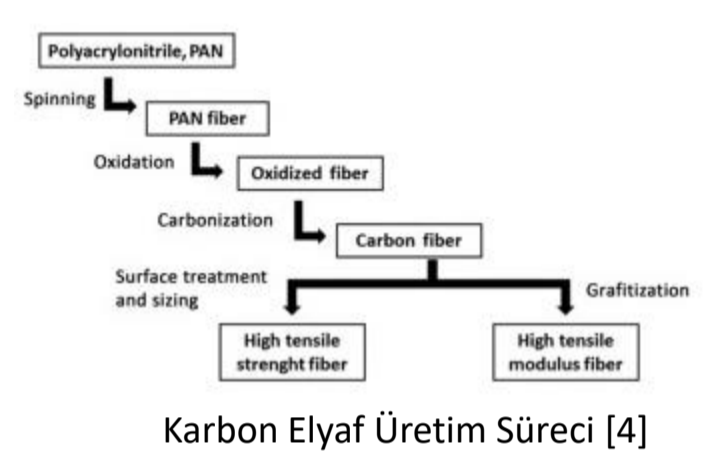 Polyacrylonitrile, PAN
Spinning
PAN fiber
Oxidation
Oxidized fiber
Carbonization
Carbon fiber
Surface treatment
and sizing
Grafitization
High tensile
strenght fiber
High tensile
modulus fiber
Karbon Elyaf Üretim Süreci [4]